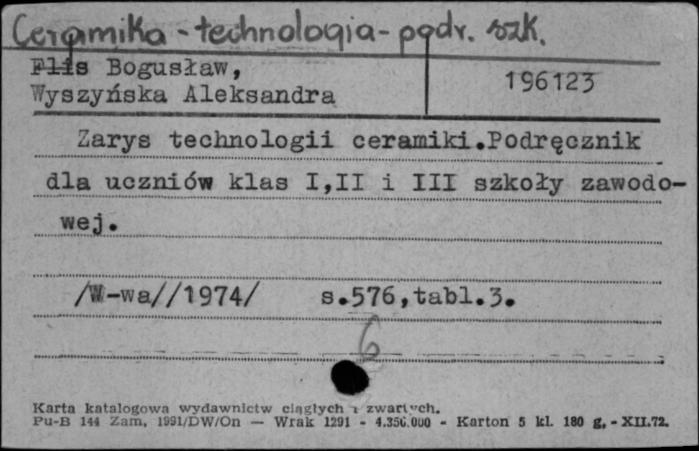 Ceramika - technologia - podr. szk.
Flis Bogusław,
Wyszyńska Aleksandra
196123
Zarys technologii ceramiki.Podręcznik
dla uczniów klas I,II i III szkoły zawodo-
wej.
/W-wa//1974/ s.576,tabl.3.
6
Karta katalogowa wydawnictw ciągłych i zwartych.
Pu-B 144 Zam, 1991/DW/On — Wrak 1291 - 4.350.000 - Karton 5 kl. 180 g, - XII.72.